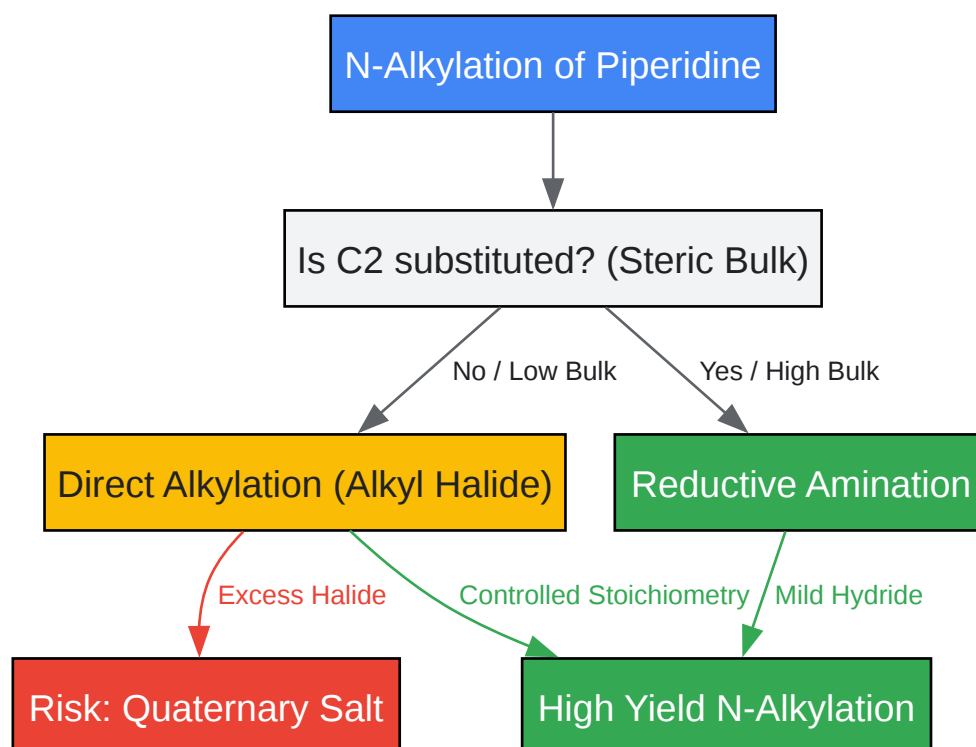 N-Alkylation of Piperidine
Is C2 substituted? (Steric Bulk)
No / Low Bulk
Yes / High Bulk
Direct Alkylation (Alkyl Halide)
Reductive Amination
Excess Halide
Controlled Stoichiometry
Mild Hydride
Risk: Quaternary Salt
High Yield N-Alkylation